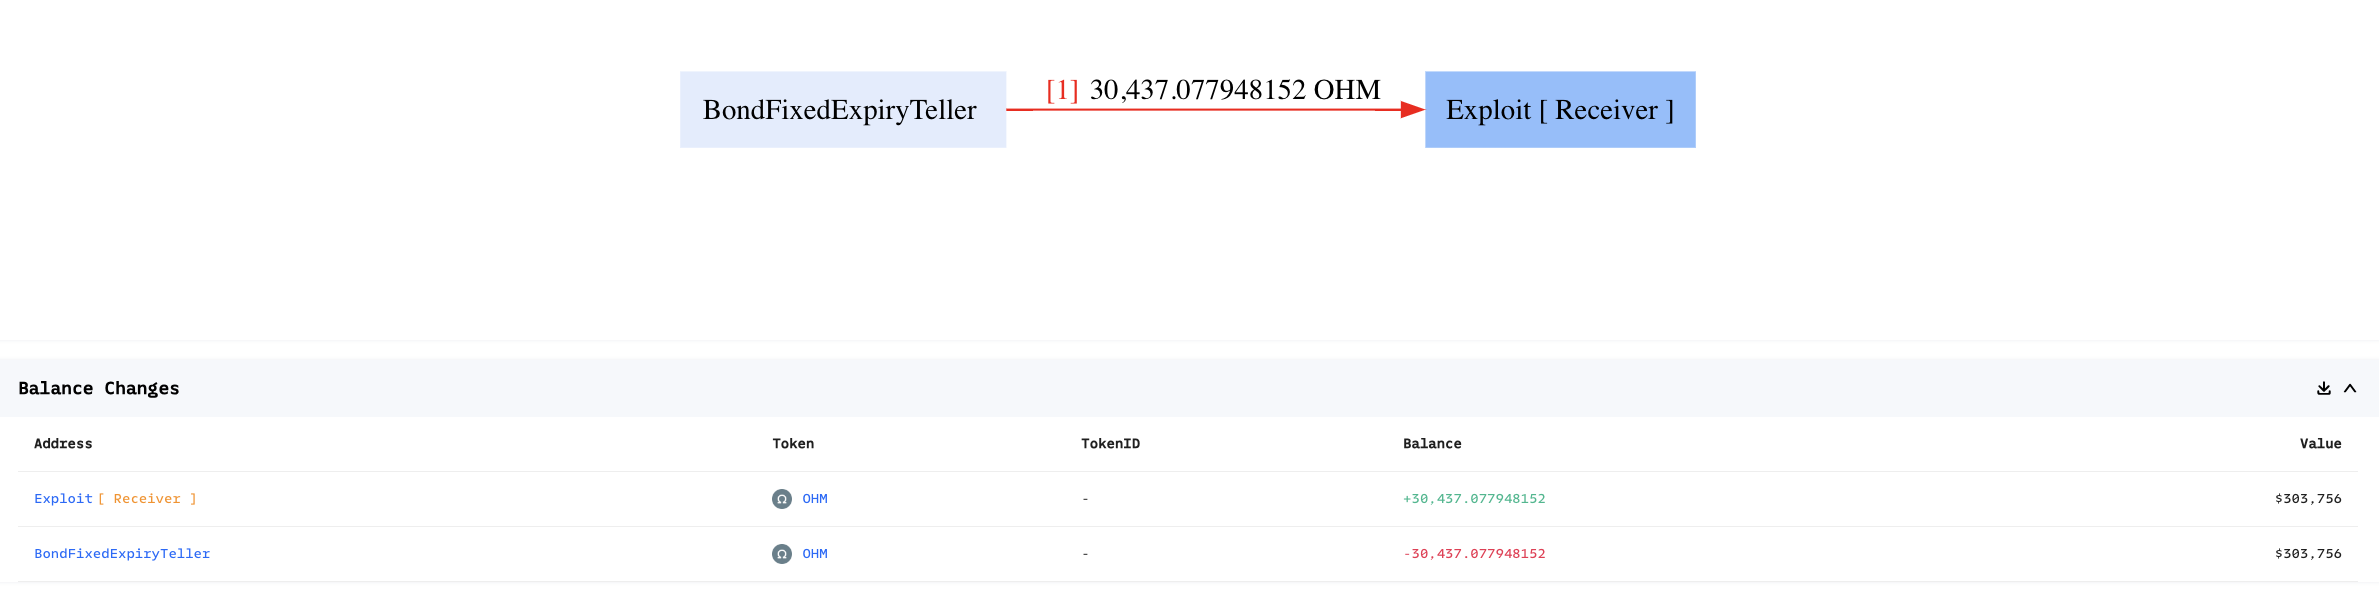 [1] 30,437.077948152 OHM
BondFixedExpiryTeller Exploit [ Receiver ]
Balance Changes
Address Token TokenID Balance Value
Exploit [ Receiver ] Ω OHM - +30,437.077948152 $303,756
BondFixedExpiryTeller Ω OHM - -30,437.077948152 $303,756